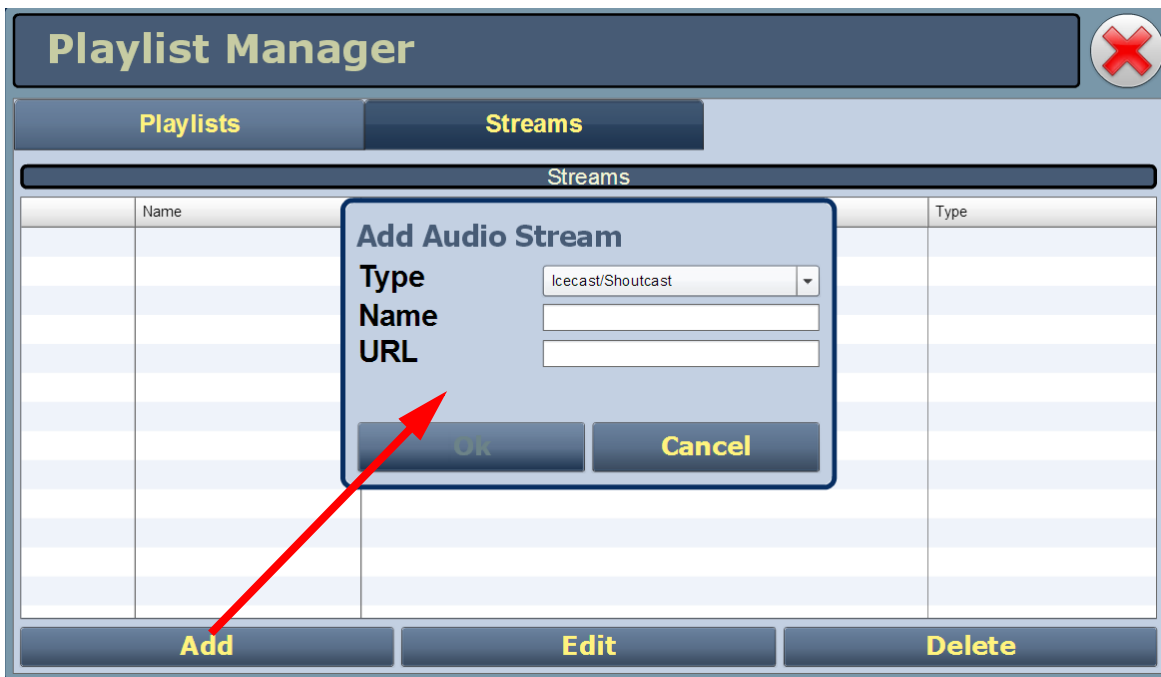 Playlist Manager
Playlists Streams
Streams
Name Type
Add Audio Stream
Type Icecast/Shoutcast
Name
URL
Ok Cancel
Add Edit Delete